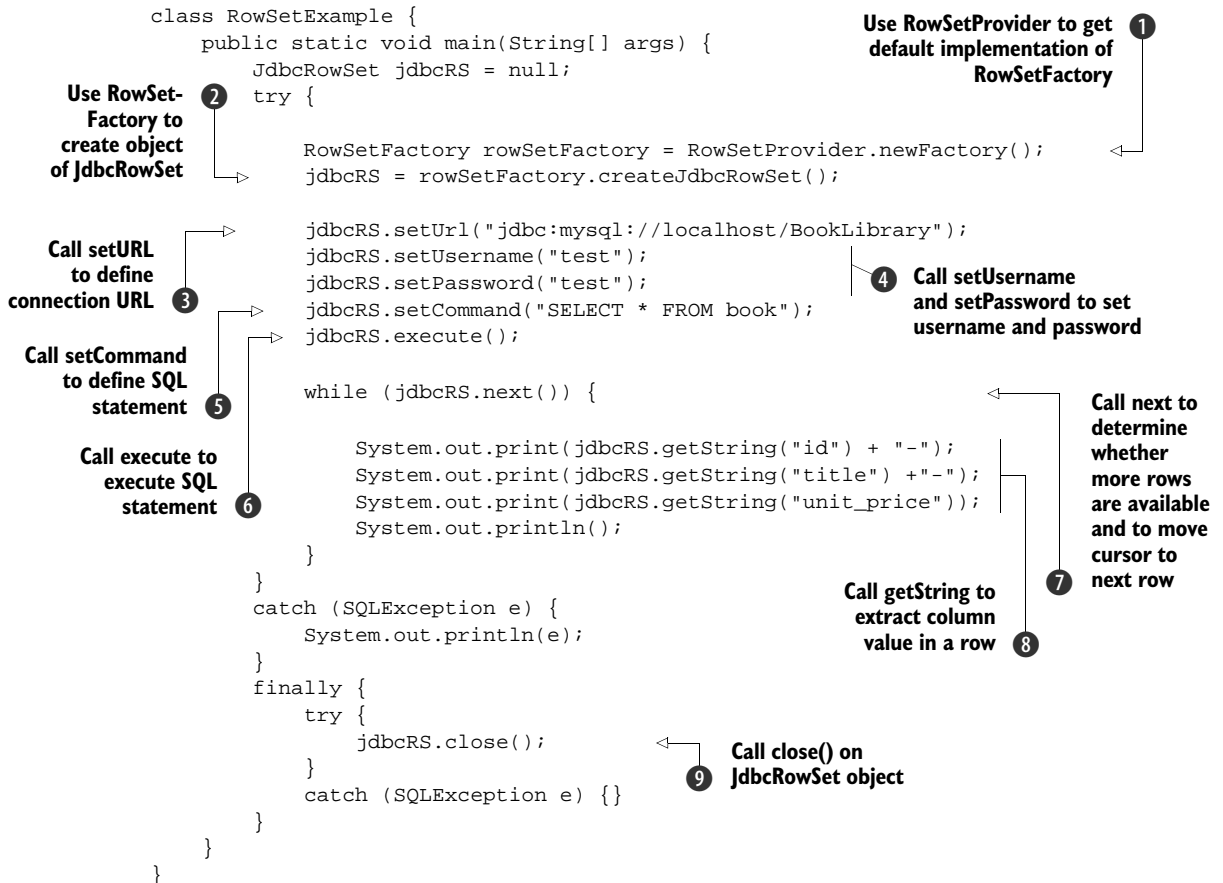 class RowSetExample {
public static void main(String[] args) {
JdbcRowSet jdbcRS = null;
try {
Use RowSetProvider to get
default implementation of
RowSetFactory
1
Use RowSet-
Factory to
create object
of JdbcRowSet
2
RowSetFactory rowSetFactory = RowSetProvider.newFactory();
jdbcRS = rowSetFactory.createJdbcRowSet();
Call setURL
to define
connection URL
3
jdbcRS.setUrl("jdbc:mysql://localhost/BookLibrary");
jdbcRS.setUsername("test");
jdbcRS.setPassword("test");
jdbcRS.setCommand("SELECT * FROM book");
jdbcRS.execute();
4
Call setUsername
and setPassword to set
username and password
Call setCommand
to define SQL
statement
5
while (jdbcRS.next()) {
Call next to
determine
whether
more rows
are available
and to move
cursor to
next row
7
Call execute to
execute SQL
statement
6
System.out.print(jdbcRS.getString("id") + "-");
System.out.print(jdbcRS.getString("title") +"-");
System.out.print(jdbcRS.getString("unit_price"));
System.out.println();
}
}
Call getString to
extract column
value in a row
8
catch (SQLException e) {
System.out.println(e);
}
finally {
try {
jdbcRS.close();
9
Call close() on
JdbcRowSet object
}
catch (SQLException e) {}
}
}
}